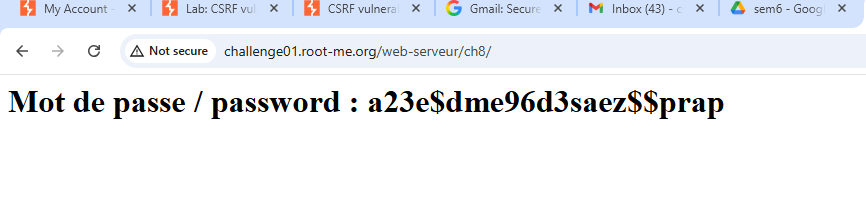 My Account -
Lab: CSRF vul
CSRF vulnera
Gmail: Secure
Inbox (43) - c
sem6 - Googl
Not secure
challenge01.root-me.org/web-serveur/ch8/
Mot de passe / password : a23e$dme96d3saez$$prap